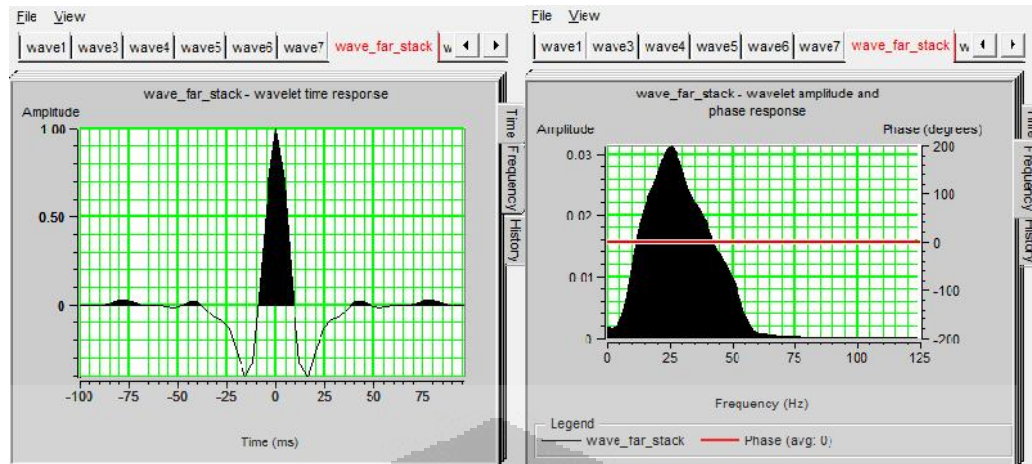 File View
wave1 wave3 wave4 wave5 wave6 wave7 wave_far_stack w
wave_far_stack - wavelet time response
Amplitude
1.00
0.50
0
-100 -75 -50 -25 0 25 50 75
Time (ms)
Time
Frequency
History
File View
wave1 wave3 wave4 wave5 wave6 wave7 wave_far_stack w
wave_far_stack - wavelet amplitude and
phase response
Amplitude Phase (degrees)
0.03
0.02
0.01
0
200
100
0
-100
-200
0 25 50 75 100 125
Frequency (Hz)
Legend
wave_far_stack Phase (avg: 0)
Time
Frequency
History